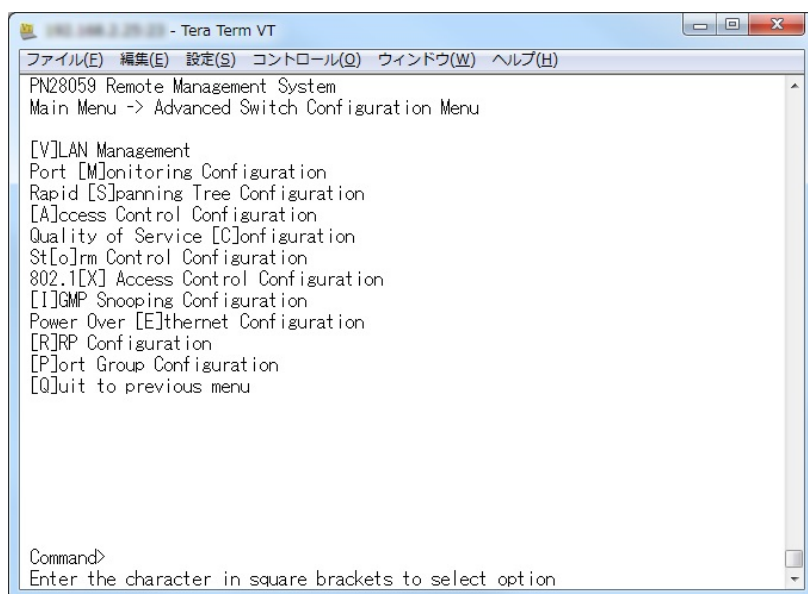 - Tera Term VT
ファイル(F) 編集(E) 設定(S) コントロール(O) ウィンドウ(W) ヘルプ(H)
PN28059 Remote Management System
Main Menu -> Advanced Switch Configuration Menu
[V]LAN Management
Port [M]onitoring Configuration
Rapid [S]panning Tree Configuration
[A]ccess Control Configuration
Quality of Service [C]onfiguration
St[o]rm Control Configuration
802.1[X] Access Control Configuration
[I]GMP Snooping Configuration
Power Over [E]thernet Configuration
[R]RP Configuration
[P]ort Group Configuration
[Q]uit to previous menu
Command>
Enter the character in square brackets to select option